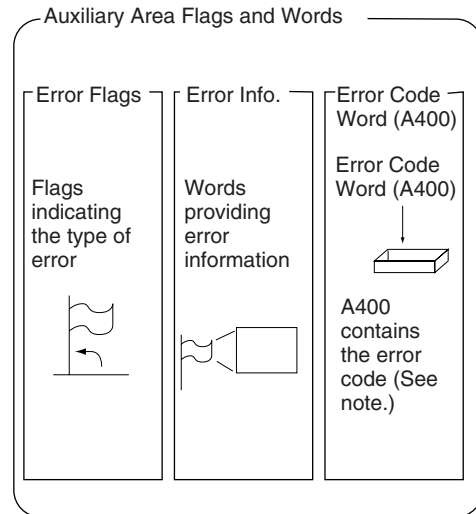 Auxiliary Area Flags and Words
Error Flags
Flags
indicating
the type of
error
Error Info.
Words
providing
error
information
Error Code
Word (A400)
Error Code
Word (A400)
A400
contains
the error
code (See
note.)